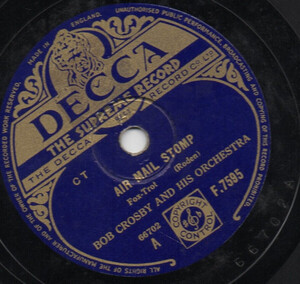 MADE IN ENGLAND. UNAUTHORISED PUBLIC PERFORMANCE, BROADCASTING AND COPYING OF THIS RECORD PROHIBITED.
ALL RIGHTS OF THE MANUFACTURER AND OF THE OWNER OF THE RECORDED WORK RESERVED.
DECCA
THE SUPREME RECORD
THE DECCA RECORD CO. LTD.
CT
AIR MAIL STOMP
Fox-Trot (Roden)
BOB CROSBY AND HIS ORCHESTRA
66702 F-7595
A
COPYRIGHT
CONTROL
66702A